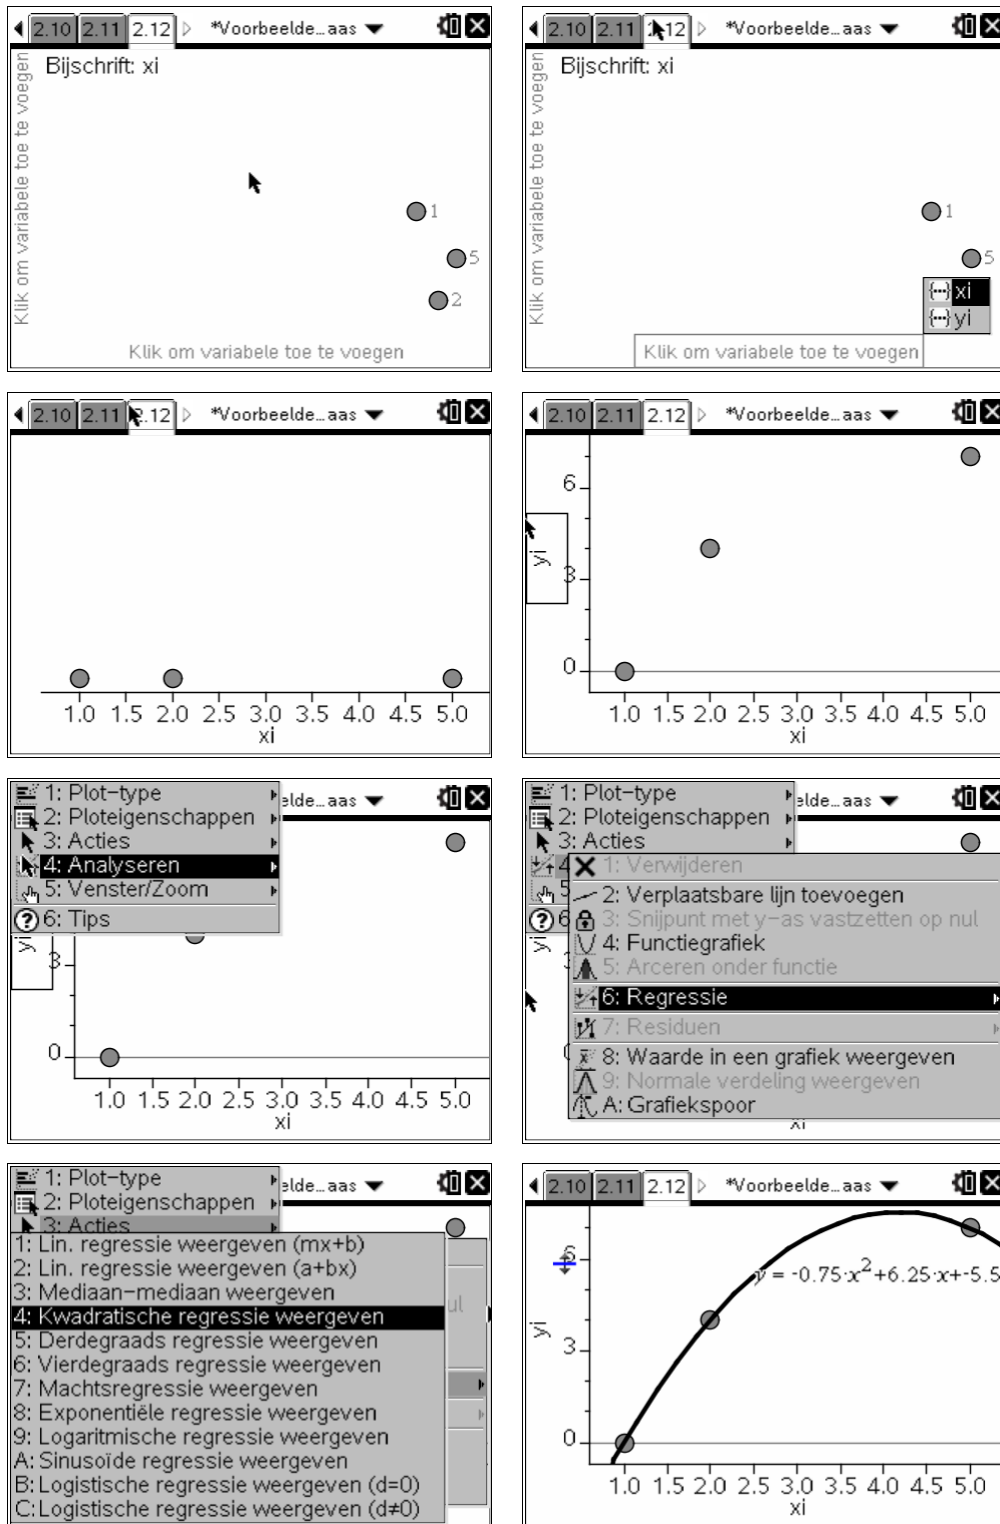 2.10 2.11 2.12 *Voorbeelde...aas
Bijschrift: xi
Klik om variabele toe te voegen
1
5
2
Klik om variabele toe te voegen
2.10 2.11 12 *Voorbeelde...aas
Bijschrift: xi
Klik om variabele toe te voegen
1
5
xi
yi
Klik om variabele toe te voegen
2.10 2.11 2.12 *Voorbeelde...aas
1.0 1.5 2.0 2.5 3.0 3.5 4.0 4.5 5.0
xi
2.10 2.11 2.12 *Voorbeelde...aas
6
yi
3
0
1.0 1.5 2.0 2.5 3.0 3.5 4.0 4.5 5.0
xi
1: Plot-type
elde...aas
2: Ploteigenschappen
3: Acties
4: Analyseren
5: Venster/Zoom
6: Tips
yi
3
0
1.0 1.5 2.0 2.5 3.0 3.5 4.0 4.5 5.0
xi
1: Plot-type
elde...aas
2: Ploteigenschappen
3: Acties
4
5
6
1: Verwijderen
2: Verplaatsbare lijn toevoegen
3: Snijpunt met y-as vastzetten op nul
4: Functiegrafiek
5: Arceren onder functie
6: Regressie
7: Residuen
8: Waarde in een grafiek weergeven
9: Normale verdeling weergeven
A: Grafiekspoor
yi
xi
1: Plot-type
elde...aas
2: Ploteigenschappen
3: Acties
1: Lin. regressie weergeven (mx+b)
2: Lin. regressie weergeven (a+bx)
3: Mediaan-mediaan weergeven
4: Kwadratische regressie weergeven
5: Derdegraads regressie weergeven
6: Vierdegraads regressie weergeven
7: Machtsregressie weergeven
8: Exponentiële regressie weergeven
9: Logaritmische regressie weergeven
A: Sinusoïde regressie weergeven
B: Logistische regressie weergeven (d=0)
C: Logistische regressie weergeven (d≠0)
ul
2.10 2.11 2.12 *Voorbeelde...aas
6
y = -0.75·x²+6.25·x+-5.5
yi
3
0
1.0 1.5 2.0 2.5 3.0 3.5 4.0 4.5 5.0
xi